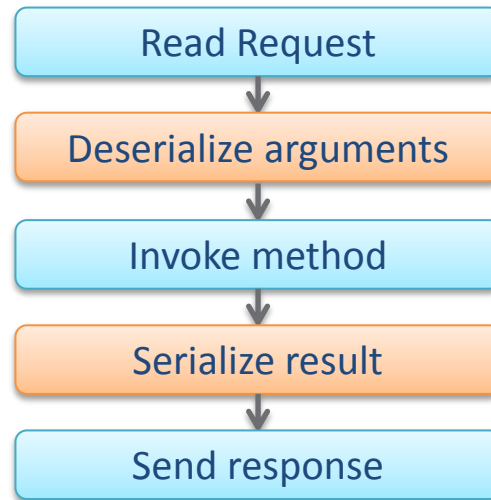 Read Request
Deserialize arguments
Invoke method
Serialize result
Send response